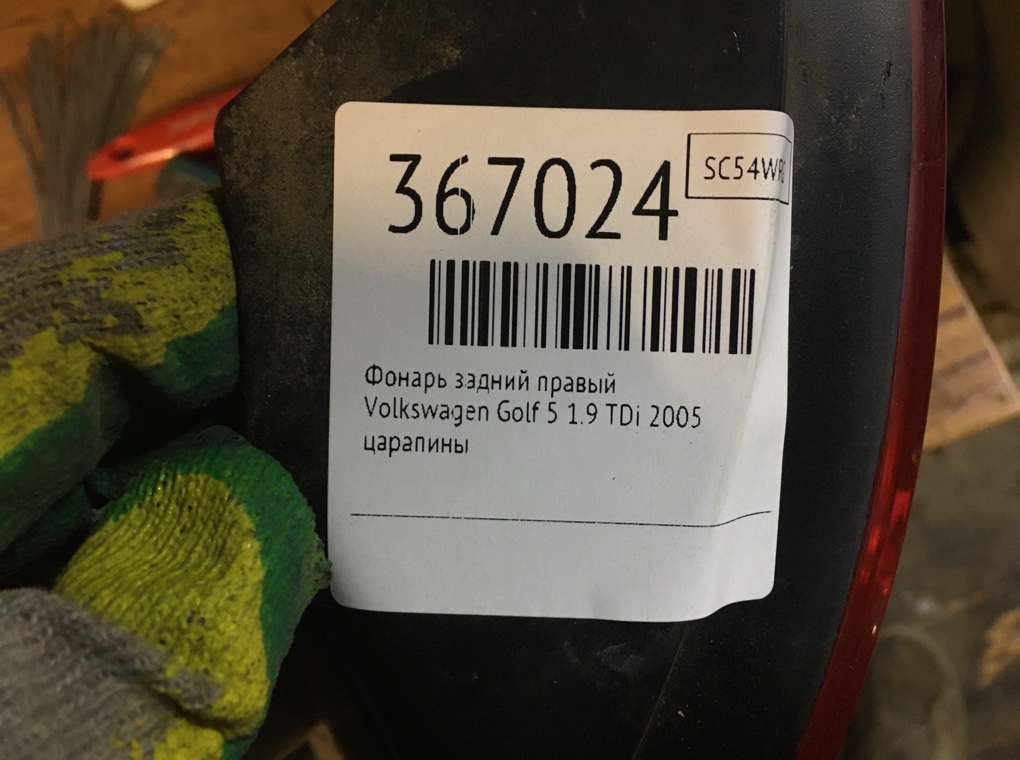 367024
Фонарь задний правый
Volkswagen Golf 5 1.9 TDi 2005
царапины